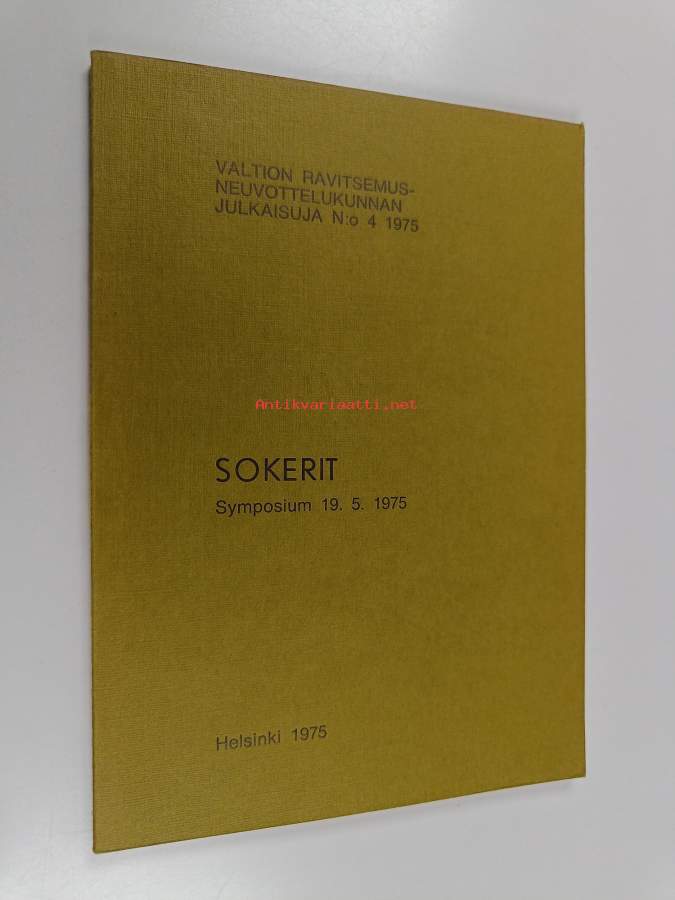 VALTION RAVITSEMUS-
NEUVOTTELUKUNNAN
JULKAISUJA N:o 4 1975
Antikvariaatti.net
SOKERIT
Symposium 19. 5. 1975
Helsinki 1975